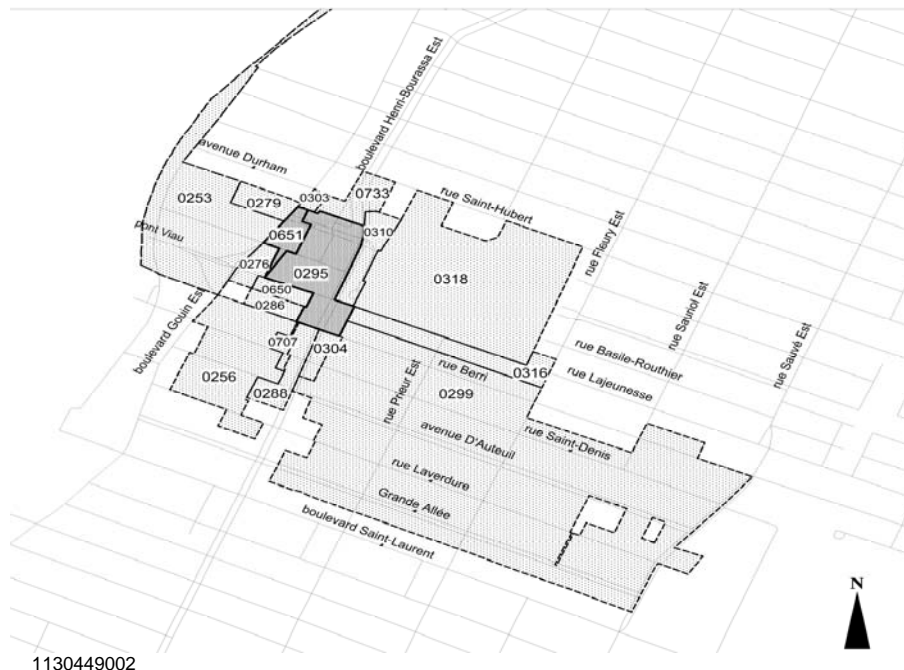 boulevard Henri-Bourassa Est
avenue Durham
rue Saint-Hubert
0303
0733
0253
0279
0310
0651
pont Viau
rue Fleury Est
0276
0295
0318
0650
0286
rue Sauriol Est
boulevard Gouin Est
0707
0304
rue Basile-Routhier
rue Sauvé Est
0256
rue Berri
0316
rue Lajeunesse
0288
rue Prieur Est
0299
avenue D'Auteuil
rue Saint-Denis
rue Laverdure
Grande Allée
boulevard Saint-Laurent
N
1130449002